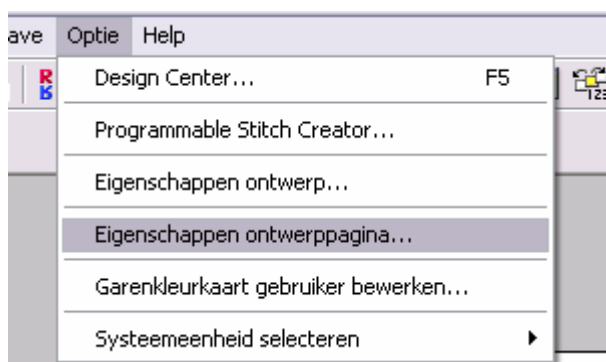 ave Optie Help
Design Center... F5
Programmable Stitch Creator...
Eigenschappen ontwerp...
Eigenschappen ontwerppagina...
Garenkleurkaart gebruiker bewerken...
Systeemeenheid selecteren